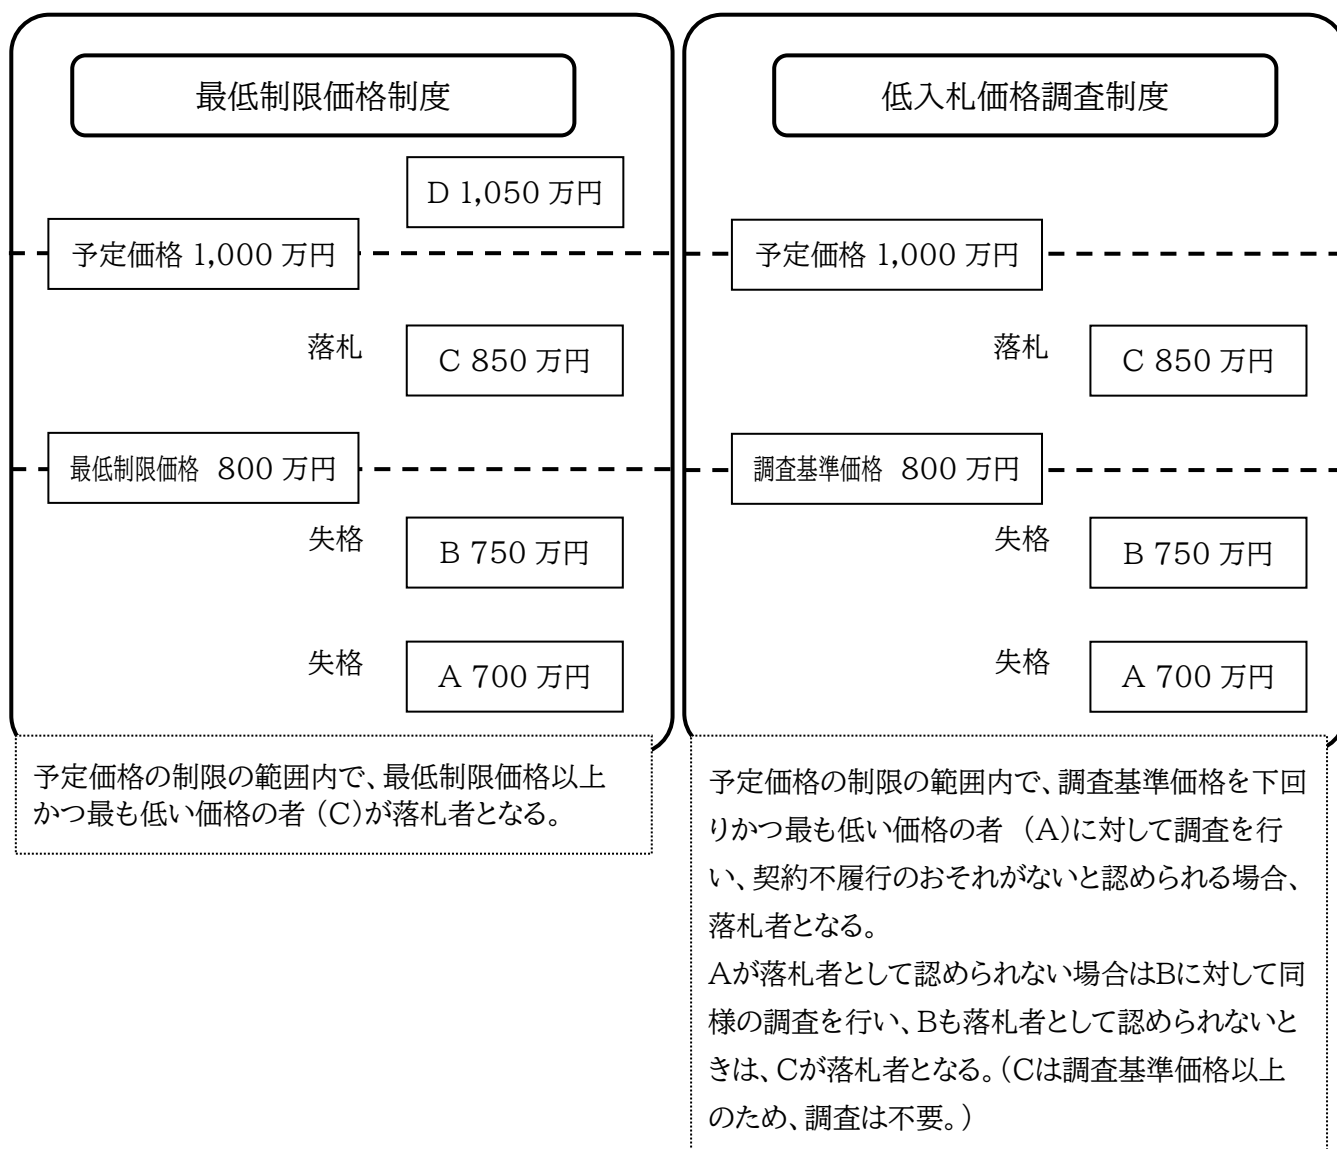 最低制限価格制度
D 1,050 万円
予定価格 1,000 万円
落札
C 850 万円
最低制限価格 800 万円
失格
B 750 万円
失格
A 700 万円
予定価格の制限の範囲内で、最低制限価格以上
かつ最も低い価格の者 (C)が落札者となる。
低入札価格調査制度
予定価格 1,000 万円
落札
C 850 万円
調査基準価格 800 万円
失格
B 750 万円
失格
A 700 万円
予定価格の制限の範囲内で、調査基準価格を下回
りかつ最も低い価格の者 (A)に対して調査を行
い、契約不履行のおそれがないと認められる場合、
落札者となる。
Aが落札者として認められない場合はBに対して同
様の調査を行い、Bも落札者として認められないと
きは、Cが落札者となる。(Cは調査基準価格以上
のため、調査は不要。)